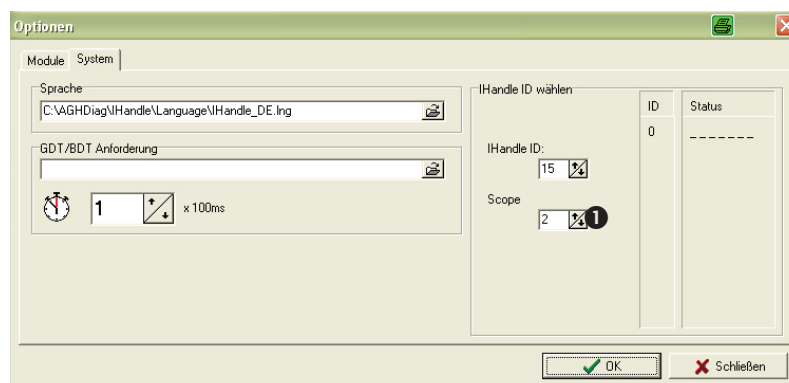 Optionen
Module System
Sprache
C:\AGHDiag\IHandle\Language\IHandle_DE.lng
GDT/BDT Anforderung
1 x 100ms
IHandle ID wählen
IHandle ID:
15
Scope
2 1
ID Status
0 -------
OK Schließen